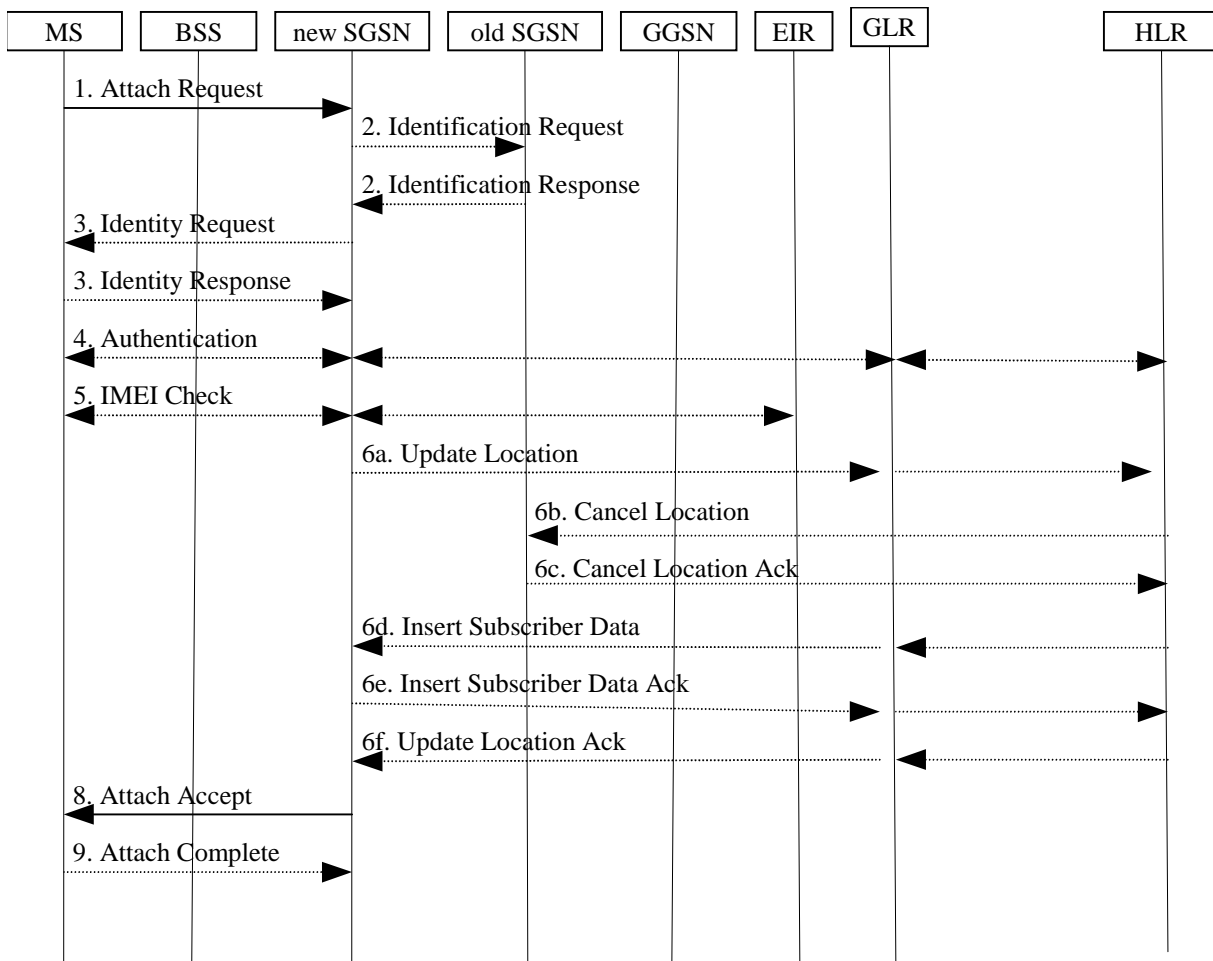 MS
BSS
new SGSN
old SGSN
GGSN
EIR
GLR
HLR
1. Attach Request
2. Identification Request
2. Identification Response
3. Identity Request
3. Identity Response
4. Authentication
5. IMEI Check
6a. Update Location
6b. Cancel Location
6c. Cancel Location Ack
6d. Insert Subscriber Data
6e. Insert Subscriber Data Ack
6f. Update Location Ack
8. Attach Accept
9. Attach Complete